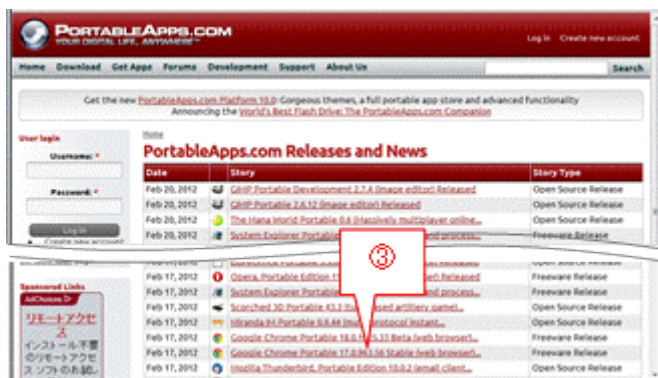 PORTABLEAPPS.COM
YOUR DIGITAL LIFE, ANYWHERE™
Log in Create new account
Home Download Get Apps Forums Development Support About Us Search
Get the new PortableApps.com Platform 10.0: Gorgeous themes, a full portable app store and advanced functionality
Announcing the World's Best Flash Drive: The PortableApps.com Companion
User login
Username: *
Password: *
Log in
Create new account
Home
PortableApps.com Releases and News
Date Story Story Type
Feb 20, 2012 GIMP Portable Development 2.7.4 (image editor) Released Open Source Release
Feb 20, 2012 GIMP Portable 2.6.12 (image editor) Released Open Source Release
Feb 20, 2012 The Mana World Portable 0.6 (Massively multiplayer online... Open Source Release
Feb 20, 2012 System Explorer Portable and process... Freeware Release
③
Sponsored Links
AdChoices
リモートアクセ
ス
インストール不要
のリモートアクセ
ス ソフトのお試し
Feb 17, 2012 Opera, Portable Edition Released Freeware Release
Feb 17, 2012 System Explorer Portable and process... Freeware Release
Feb 17, 2012 Scorched 3D Portable 43.3 based artillery game)... Open Source Release
Feb 17, 2012 Miranda IM Portable 0.9.44 protocol instant... Open Source Release
Feb 17, 2012 Google Chrome Portable Beta (web browser)... Freeware Release
Feb 17, 2012 Google Chrome Portable 17.0.963.56 Stable (web browser)... Freeware Release
Feb 17, 2012 Mozilla Thunderbird, Portable Edition 10.0.2 (email client... Open Source Release